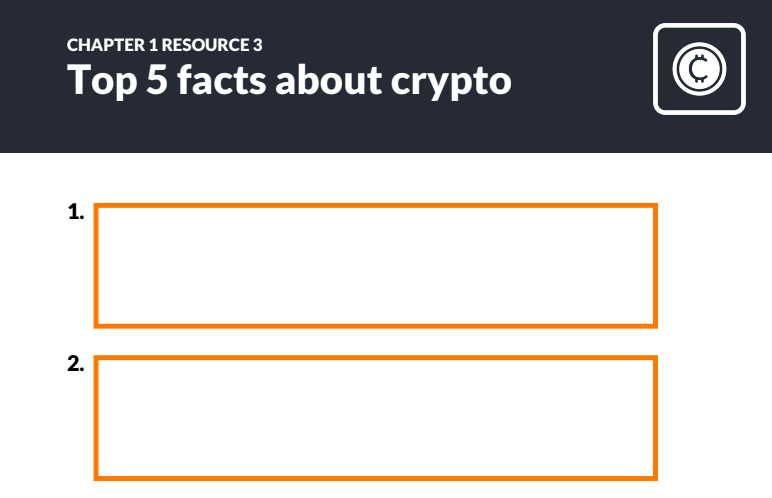 CHAPTER 1 RESOURCE 3
Top 5 facts about crypto
1.
2.